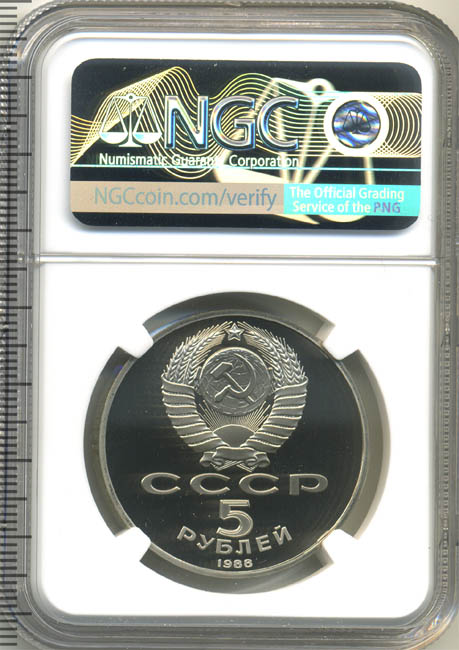 NGC
Numismatic Guaranty Corporation
NGCcoin.com/verify
The Official Grading
Service of the PNG
СССР
5
РУБЛЕЙ
1988